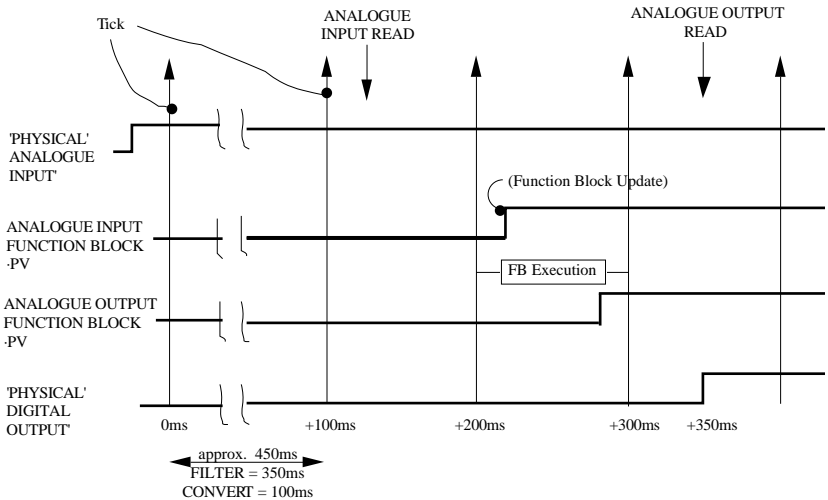 Tick
ANALOGUE
INPUT READ
ANALOGUE OUTPUT
READ
'PHYSICAL'
ANALOGUE
INPUT'
(Function Block Update)
ANALOGUE INPUT
FUNCTION BLOCK
·PV
FB Execution
ANALOGUE OUTPUT
FUNCTION BLOCK
·PV
'PHYSICAL'
DIGITAL
OUTPUT'
0ms
+100ms
+200ms
+300ms
+350ms
approx. 450ms
FILTER = 350ms
CONVERT = 100ms